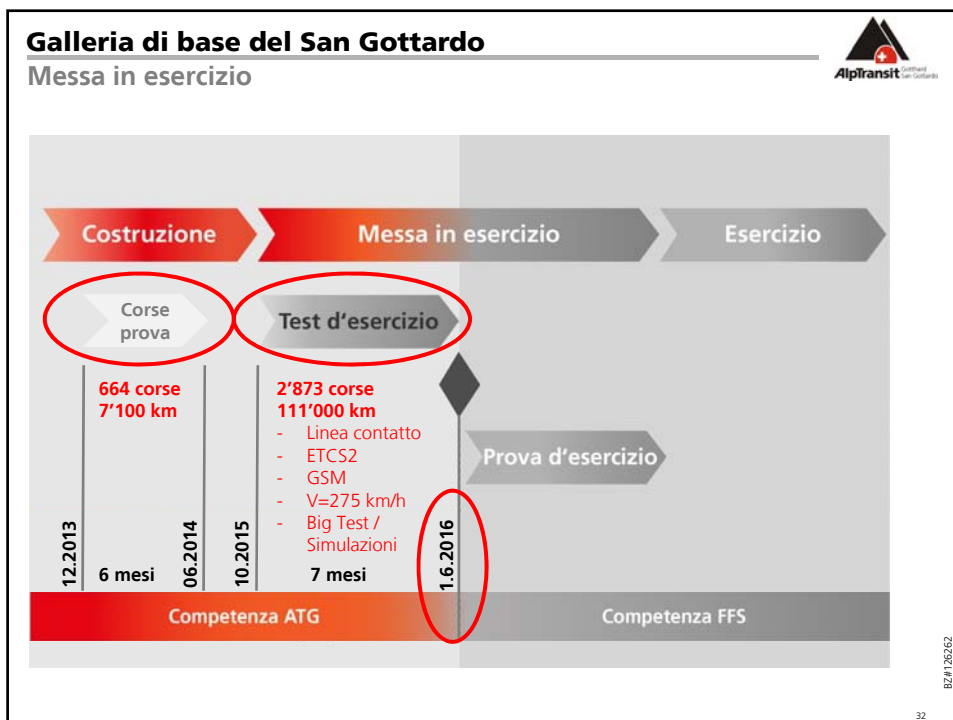 Galleria di base del San Gottardo
Messa in esercizio
AlpTransit Gotthard
San Gottardo
Costruzione
Messa in esercizio
Esercizio
Corse
prova
Test d'esercizio
664 corse
7'100 km
2'873 corse
111'000 km
- Linea contatto
- ETCS2
- GSM
- V=275 km/h
- Big Test /
Simulazioni
Prova d'esercizio
12.2013
6 mesi
06.2014
10.2015
7 mesi
1.6.2016
Competenza ATG
Competenza FFS
BZ#126262
32